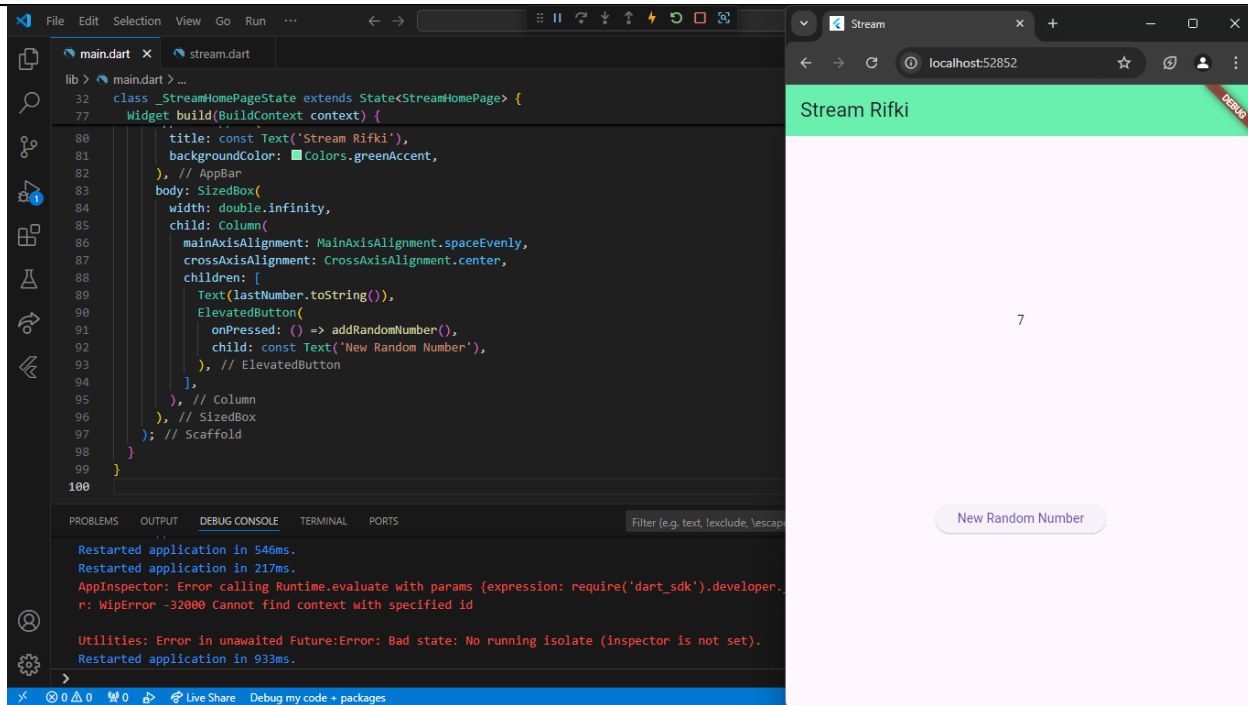 File Edit Selection View Go Run ···
main.dart
stream.dart
lib > main.dart > ...
32 class _StreamHomePageState extends State<StreamHomePage> {
77 Widget build(BuildContext context) {
80 title: const Text('Stream Rifki'),
81 backgroundColor: Colors.greenAccent,
82 ), // AppBar
83 body: SizedBox(
84 width: double.infinity,
85 child: Column(
86 mainAxisAlignment: MainAxisAlignment.spaceEvenly,
87 crossAxisAlignment: CrossAxisAlignment.center,
88 children: [
89 Text(lastNumber.toString()),
90 ElevatedButton(
91 onPressed: () => addRandomNumber(),
92 child: const Text('New Random Number'),
93 ), // ElevatedButton
94 ],
95 ), // Column
96 ), // SizedBox
97 ); // Scaffold
98 }
99 }
100
1
PROBLEMS OUTPUT DEBUG CONSOLE TERMINAL PORTS
Filter (e.g. text, !exclude, \escap
Restarted application in 546ms.
Restarted application in 217ms.
AppInspector: Error calling Runtime.evaluate with params {expression: require('dart_sdk').developer._
r: WipError -32000 Cannot find context with specified id
Utilities: Error in unawaited Future:Error: Bad state: No running isolate (inspector is not set).
Restarted application in 933ms.
>
0 0 0 Live Share Debug my code + packages
Stream
localhost:52852
Stream Rifki
DEBUG
7
New Random Number